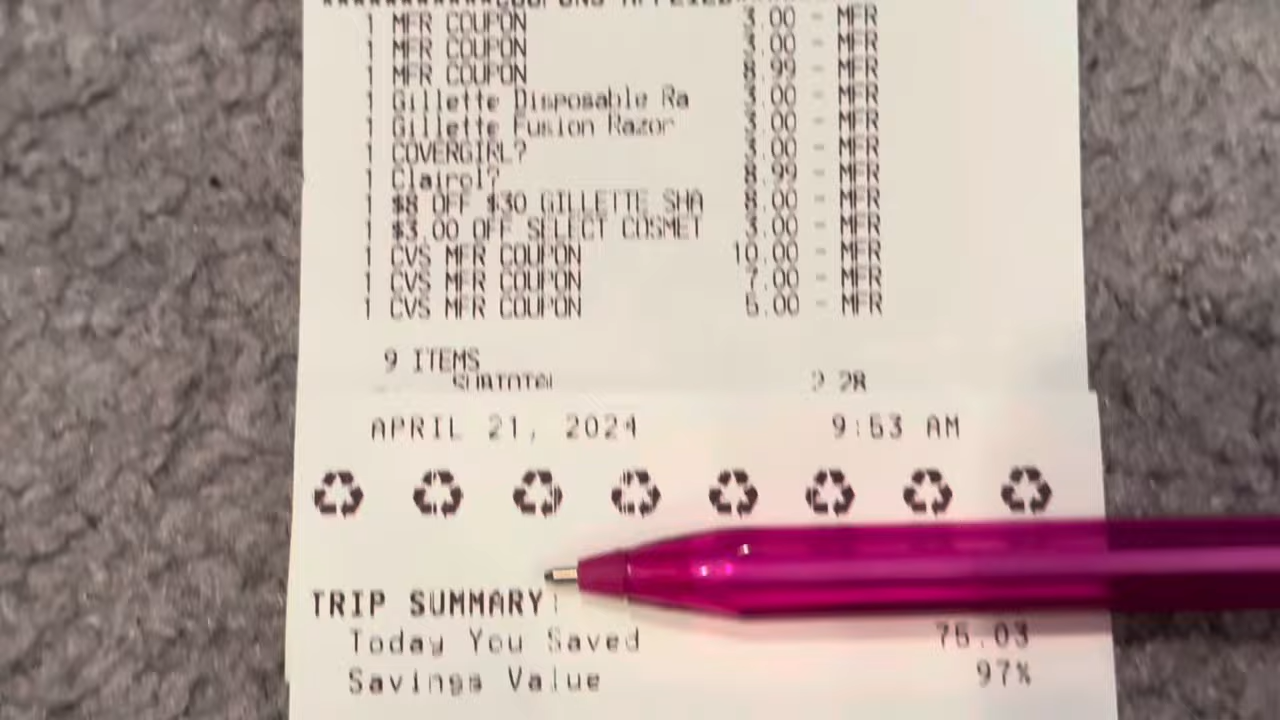 COUPONS APPLIED
1 MFR COUPON 3.00 - MFR
1 MFR COUPON .00 - MFR
1 MFR COUPON 8.99 - MFR
1 Gillette Disposable Ra .00 - MFR
1 Gillette Fusion Razor .00 - MFR
1 COVERGIRL? 3.00 - MFR
1 Clairol? 8.99 - MFR
1 $8 OFF $30 GILLETTE SHA 8.00 - MFR
1 $3.00 OFF SELECT COSMET 3.00 - MFR
1 CVS MFR COUPON 10.00 - MFR
1 CVS MFR COUPON 7.00 - MFR
1 CVS MFR COUPON 5.00 - MFR
9 ITEMS
SUBTOTAL 2.28
APRIL 21, 2024 9:53 AM
TRIP SUMMARY:
Today You Saved 75.03
Savings Value 97%